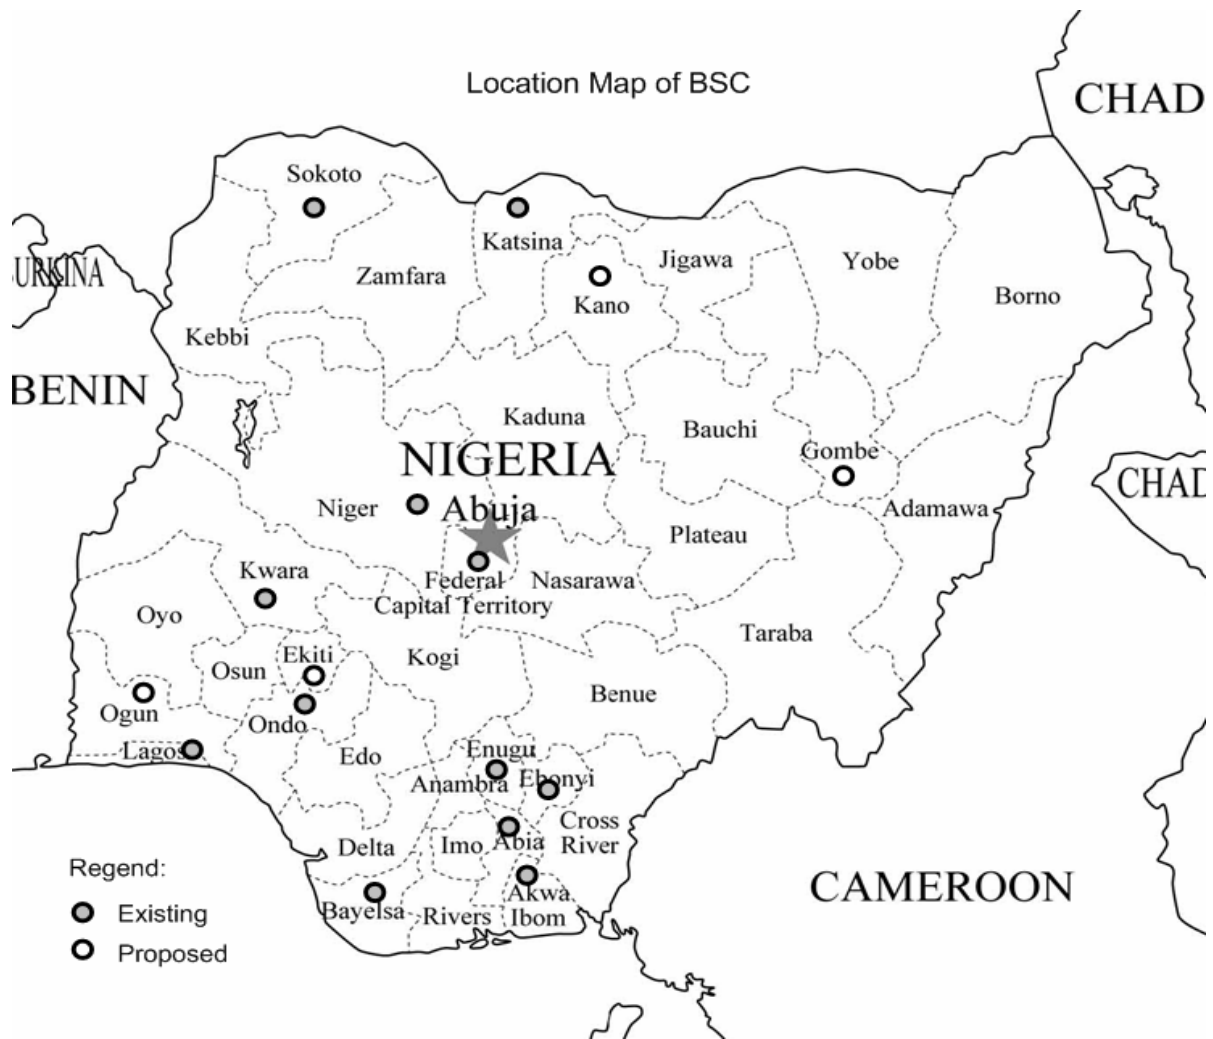 Location Map of BSC
CHAD
Sokoto
Katsina
Jigawa
Yobe
URKINA
Zamfara
Kano
Borno
Kebbi
BENIN
Kaduna
Bauchi
NIGERIA
Gombe
CHAD
Niger
Abuja
Adamawa
Plateau
Kwara
Federal
Capital Territory
Nasarawa
Oyo
Taraba
Osun
Ekiti
Kogi
Benue
Ogun
Ondo
Lagos
Edo
Enugu
Anambra
Ebonyi
Cross
River
Delta
Imo
Abia
Regend:
Existing
Proposed
Bayelsa
Rivers
Akwa
Ibom
CAMEROON